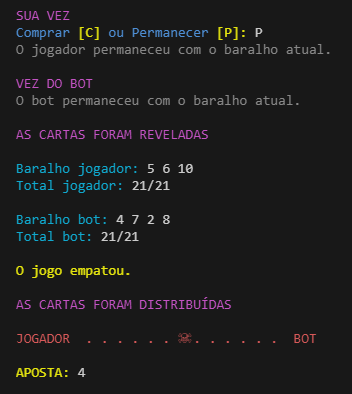 SUA VEZ
Comprar [C] ou Permanecer [P]: P
O jogador permaneceu com o baralho atual.
VEZ DO BOT
O bot permaneceu com o baralho atual.
AS CARTAS FORAM REVELADAS
Baralho jogador: 5 6 10
Total jogador: 21/21
Baralho bot: 4 7 2 8
Total bot: 21/21
O jogo empatou.
AS CARTAS FORAM DISTRIBUÍDAS
JOGADOR . . . . . . ☠. . . . . . BOT
APOSTA: 4